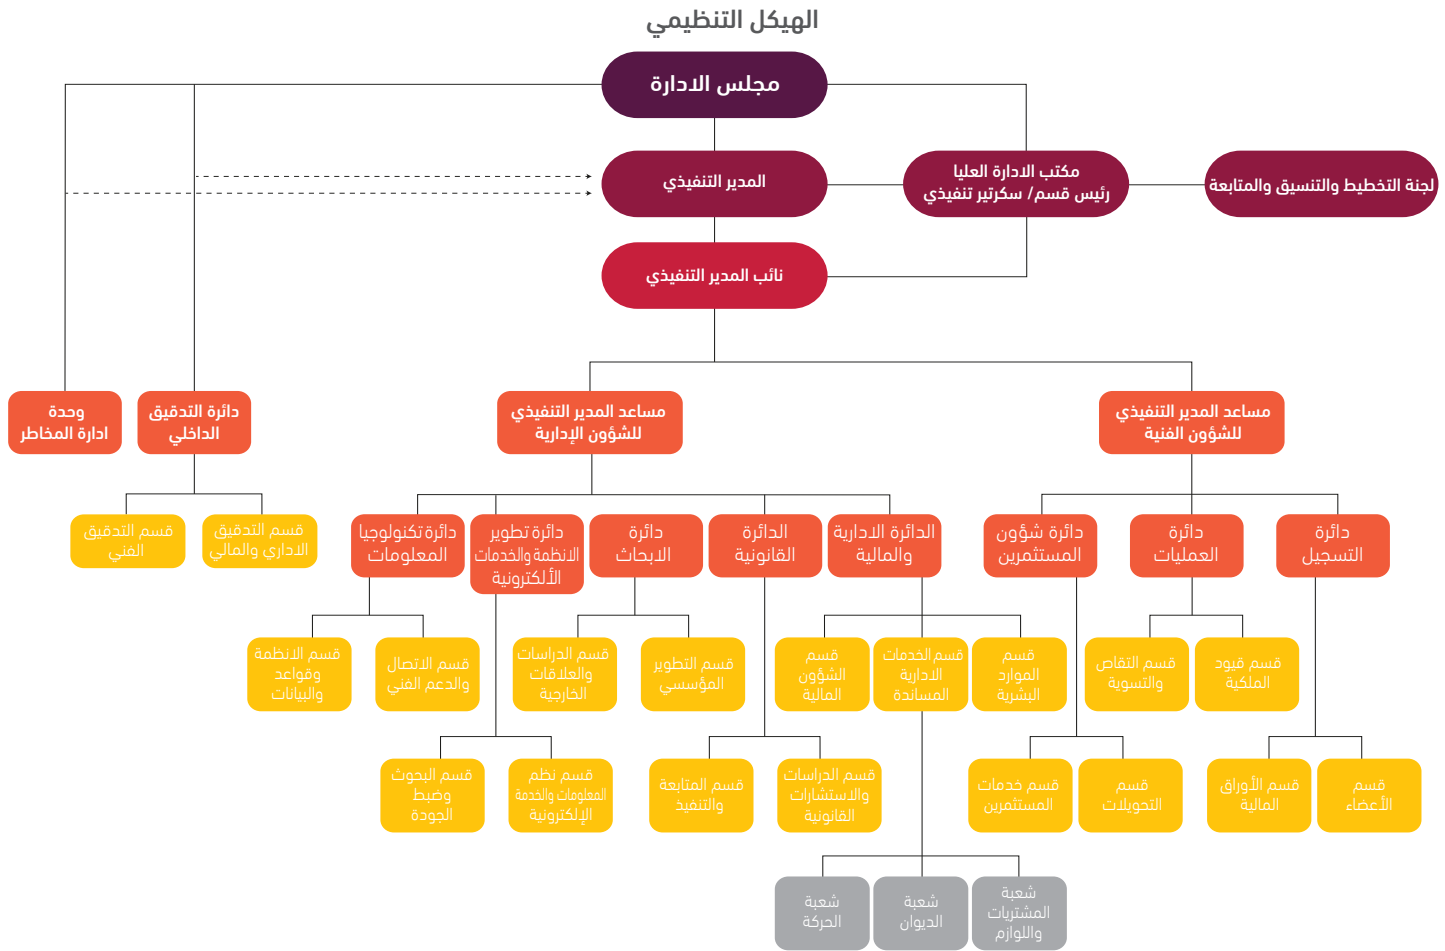 الهيكل التنظيمي
مجلس الادارة
المدير التنفيذي
مكتب الادارة العليا
رئيس قسم/ سكرتير تنفيذي
لجنة التخطيط والتنسيق والمتابعة
نائب المدير التنفيذي
مساعد المدير التنفيذي
للشؤون الفنية
مساعد المدير التنفيذي
للشؤون الإدارية
دائرة التدقيق
الداخلي
وحدة
ادارة المخاطر
قسم التدقيق
الاداري والمالي
قسم التدقيق
الفني
دائرة
التسجيل
دائرة
العمليات
دائرة شؤون
المستثمرين
الدائرة الادارية
والمالية
الدائرة
القانونية
دائرة
الابحاث
دائرة تطوير
الانظمة والخدمات
الألكترونية
دائرة تكنولوجيا
المعلومات
قسم قيود
الملكية
قسم التقاص
والتسوية
قسم
الموارد
البشرية
قسم الخدمات
الادارية
المساندة
قسم
الشؤون
المالية
قسم التطوير
المؤسسي
قسم الدراسات
والعلاقات
الخارجية
قسم الاتصال
والدعم الفني
قسم الانظمة
وقواعد
والبيانات
قسم
الأعضاء
قسم الأوراق
المالية
قسم
التحويلات
قسم خدمات
المستثمرين
قسم الدراسات
والاستشارات
القانونية
قسم المتابعة
والتنفيذ
قسم نظم
المعلومات والخدمة
الإلكترونية
قسم البحوث
وضبط
الجودة
شعبة
المشتريات
واللوازم
شعبة
الديوان
شعبة
الحركة